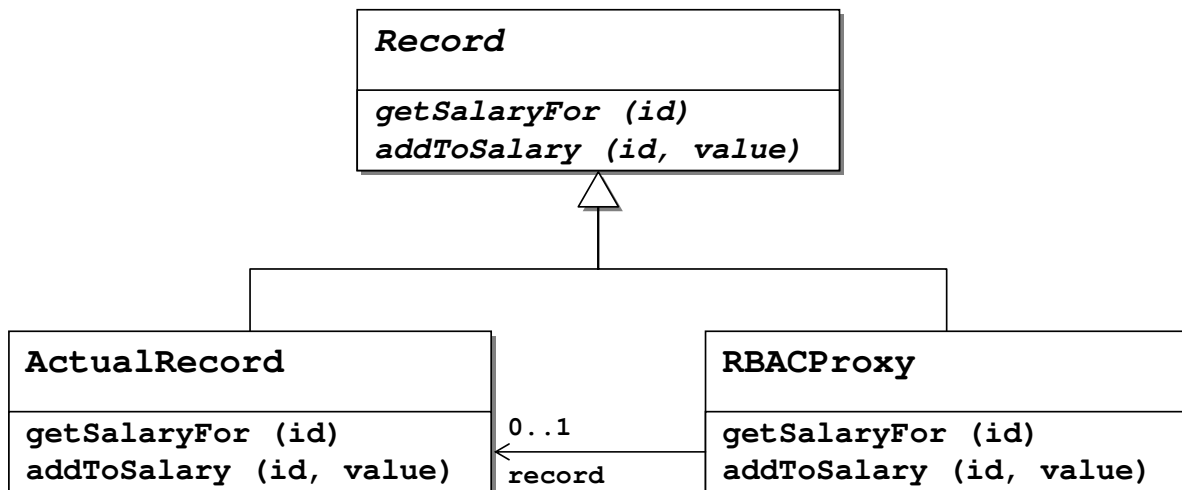 Record
getSalaryFor (id)
addToSalary (id, value)
ActualRecord
getSalaryFor (id)
addToSalary (id, value)
0..1
record
RBACProxy
getSalaryFor (id)
addToSalary (id, value)